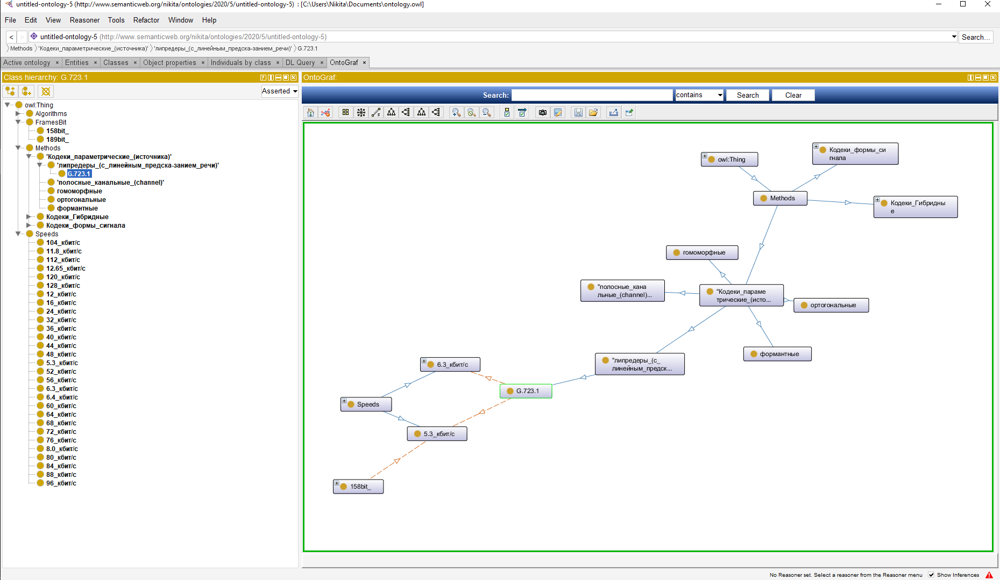 untitled-ontology-5 (http://www.semanticweb.org/nikita/ontologies/2020/5/untitled-ontology-5) : [C:\Users\Nikita\Documents\ontology.owl]
File Edit View Reasoner Tools Refactor Window Help
< > untitled-ontology-5 (http://www.semanticweb.org/nikita/ontologies/2020/5/untitled-ontology-5) Search...
Methods 'Кодеки_параметрические_(источника)' 'липредеры_(с_линейным_предска-занием_речи)' G.723.1
Active ontology × Entities × Classes × Object properties × Individuals by class × DL Query × OntoGraf ×
Class hierarchy: G.723.1
Asserted
owl:Thing
Algorithms
FramesBit
158bit_
189bit_
Methods
'Кодеки_параметрические_(источника)'
'липредеры_(с_линейным_предска-занием_речи)'
G.723.1
'полосные_канальные_(channel)'
гомоморфные
ортогональные
формантные
Кодеки_Гибридные
Кодеки_формы_сигнала
Speeds
104_кбит/с
11.8_кбит/с
112_кбит/с
12.65_кбит/с
120_кбит/с
128_кбит/с
12_кбит/с
16_кбит/с
24_кбит/с
32_кбит/с
36_кбит/с
40_кбит/с
44_кбит/с
48_кбит/с
5.3_кбит/с
52_кбит/с
56_кбит/с
6.3_кбит/с
6.4_кбит/с
60_кбит/с
64_кбит/с
68_кбит/с
72_кбит/с
76_кбит/с
8.0_кбит/с
80_кбит/с
84_кбит/с
88_кбит/с
96_кбит/с
OntoGraf:
Search: contains Search Clear
owl:Thing
Кодеки_формы_си
гнала
Methods
Кодеки_Гибридны
е
гомоморфные
"полосные_кана
льные_(channel)...
"Кодеки_параме
трические_(исто...
ортогональные
формантные
"липредеры_(с_
линейным_предск...
6.3_кбит/с
G.723.1
Speeds
5.3_кбит/с
158bit_
No Reasoner set. Select a reasoner from the Reasoner menu Show Inferences